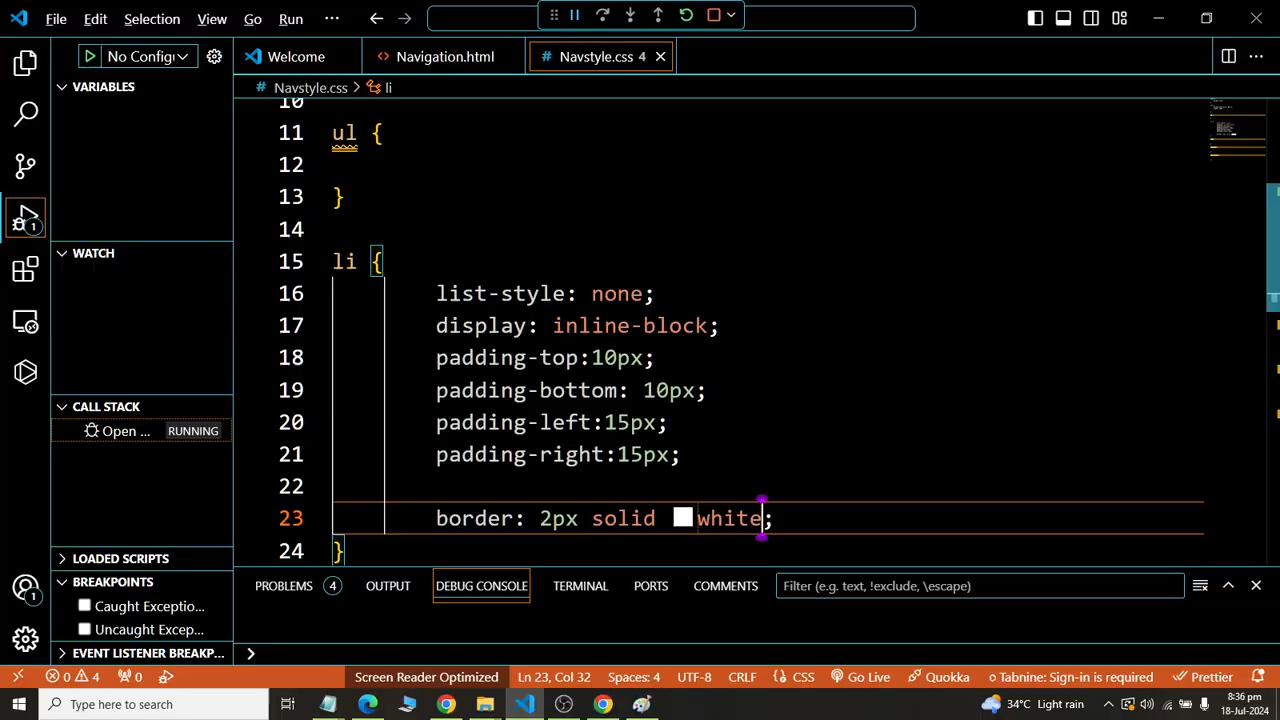 File Edit Selection View Go Run ···
No Config
Welcome
Navigation.html
# Navstyle.css 4
# Navstyle.css > li
VARIABLES
WATCH
CALL STACK
Open ... RUNNING
LOADED SCRIPTS
BREAKPOINTS
Caught Exceptio...
Uncaught Excep...
EVENT LISTENER BREAKP...
10
11 ul {
12
13 }
14
15 li {
16 list-style: none;
17 display: inline-block;
18 padding-top:10px;
19 padding-bottom: 10px;
20 padding-left:15px;
21 padding-right:15px;
22
23 border: 2px solid white;
24 }
PROBLEMS 4 OUTPUT DEBUG CONSOLE TERMINAL PORTS COMMENTS Filter (e.g. text, !exclude, \escape)
1
1
0 4 0 Screen Reader Optimized Ln 23, Col 32 Spaces: 4 UTF-8 CRLF {} CSS Go Live Quokka Tabnine: Sign-in is required Prettier
Type here to search
34°C Light rain
8:36 pm
18-Jul-2024